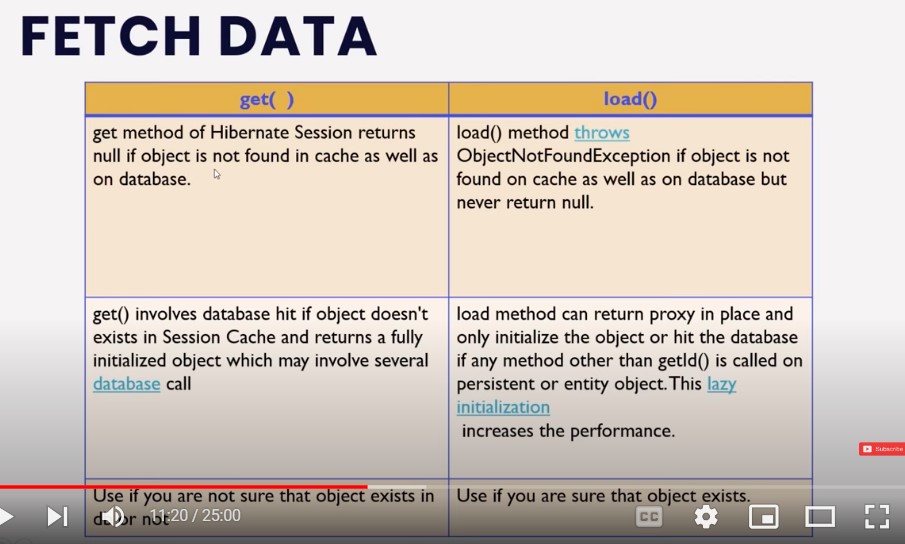 FETCH DATA
get( )
load()
get method of Hibernate Session returns
null if object is not found in cache as well as
on database.
load() method throws
ObjectNotFoundException if object is not
found on cache as well as on database but
never return null.
get() involves database hit if object doesn't
exists in Session Cache and returns a fully
initialized object which may involve several
database call
load method can return proxy in place and
only initialize the object or hit the database
if any method other than getId() is called on
persistent or entity object.This lazy
initialization
increases the performance.
Subscribe
Use if you are not sure that object exists in
or not
Use if you are sure that object exists.
11:20 / 25:00
CC